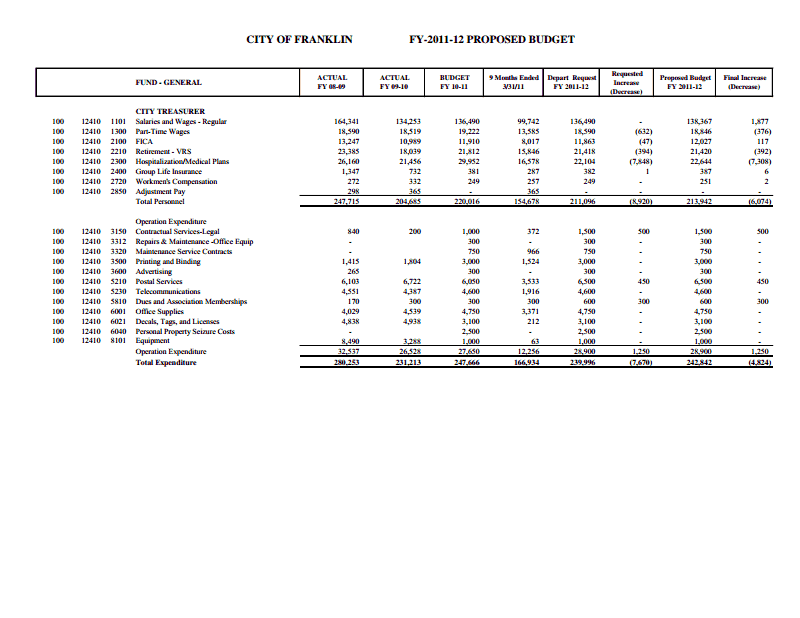 CITY OF FRANKLIN FY-2011-12 PROPOSED BUDGET
FUND - GENERAL ACTUAL FY 08-09 ACTUAL FY 09-10 BUDGET FY 10-11 9 Months Ended 3/31/11 Depart Request FY 2011-12 Requested Increase (Decrease) Proposed Budget FY 2011-12 Final Increase (Decrease)
CITY TREASURER
100 12410 1101 Salaries and Wages - Regular 164,341 134,253 136,490 99,742 136,490 - 138,367 1,877
100 12410 1300 Part-Time Wages 18,590 18,519 19,222 13,585 18,590 (632) 18,846 (376)
100 12410 2100 FICA 13,247 10,989 11,910 8,017 11,863 (47) 12,027 117
100 12410 2210 Retirement - VRS 23,385 18,039 21,812 15,846 21,418 (394) 21,420 (392)
100 12410 2300 Hospitalization/Medical Plans 26,160 21,456 29,952 16,578 22,104 (7,848) 22,644 (7,308)
100 12410 2400 Group Life Insurance 1,347 732 381 287 382 1 387 6
100 12410 2720 Workmen's Compensation 272 332 249 257 249 - 251 2
100 12410 2850 Adjustment Pay 298 365 - 365 - - - -
Total Personnel 247,715 204,685 220,016 154,678 211,096 (8,920) 213,942 (6,074)
Operation Expenditure
100 12410 3150 Contractual Services-Legal 840 200 1,000 372 1,500 500 1,500 500
100 12410 3312 Repairs & Maintenance -Office Equip - 300 - 300 - 300 -
100 12410 3320 Maintenance Service Contracts - 750 966 750 - 750 -
100 12410 3500 Printing and Binding 1,415 1,804 3,000 1,524 3,000 - 3,000 -
100 12410 3600 Advertising 265 300 - 300 - 300 -
100 12410 5210 Postal Services 6,103 6,722 6,050 3,533 6,500 450 6,500 450
100 12410 5230 Telecommunications 4,551 4,387 4,600 1,916 4,600 - 4,600 -
100 12410 5810 Dues and Association Memberships 170 300 300 300 600 300 600 300
100 12410 6001 Office Supplies 4,029 4,539 4,750 3,371 4,750 - 4,750 -
100 12410 6021 Decals, Tags, and Licenses 4,838 4,938 3,100 212 3,100 - 3,100 -
100 12410 6040 Personal Property Seizure Costs - 2,500 - 2,500 - 2,500 -
100 12410 8101 Equipment 8,490 3,288 1,000 63 1,000 - 1,000 -
Operation Expenditure 32,537 26,528 27,650 12,256 28,900 1,250 28,900 1,250
Total Expenditure 280,253 231,213 247,666 166,934 239,996 (7,670) 242,842 (4,824)